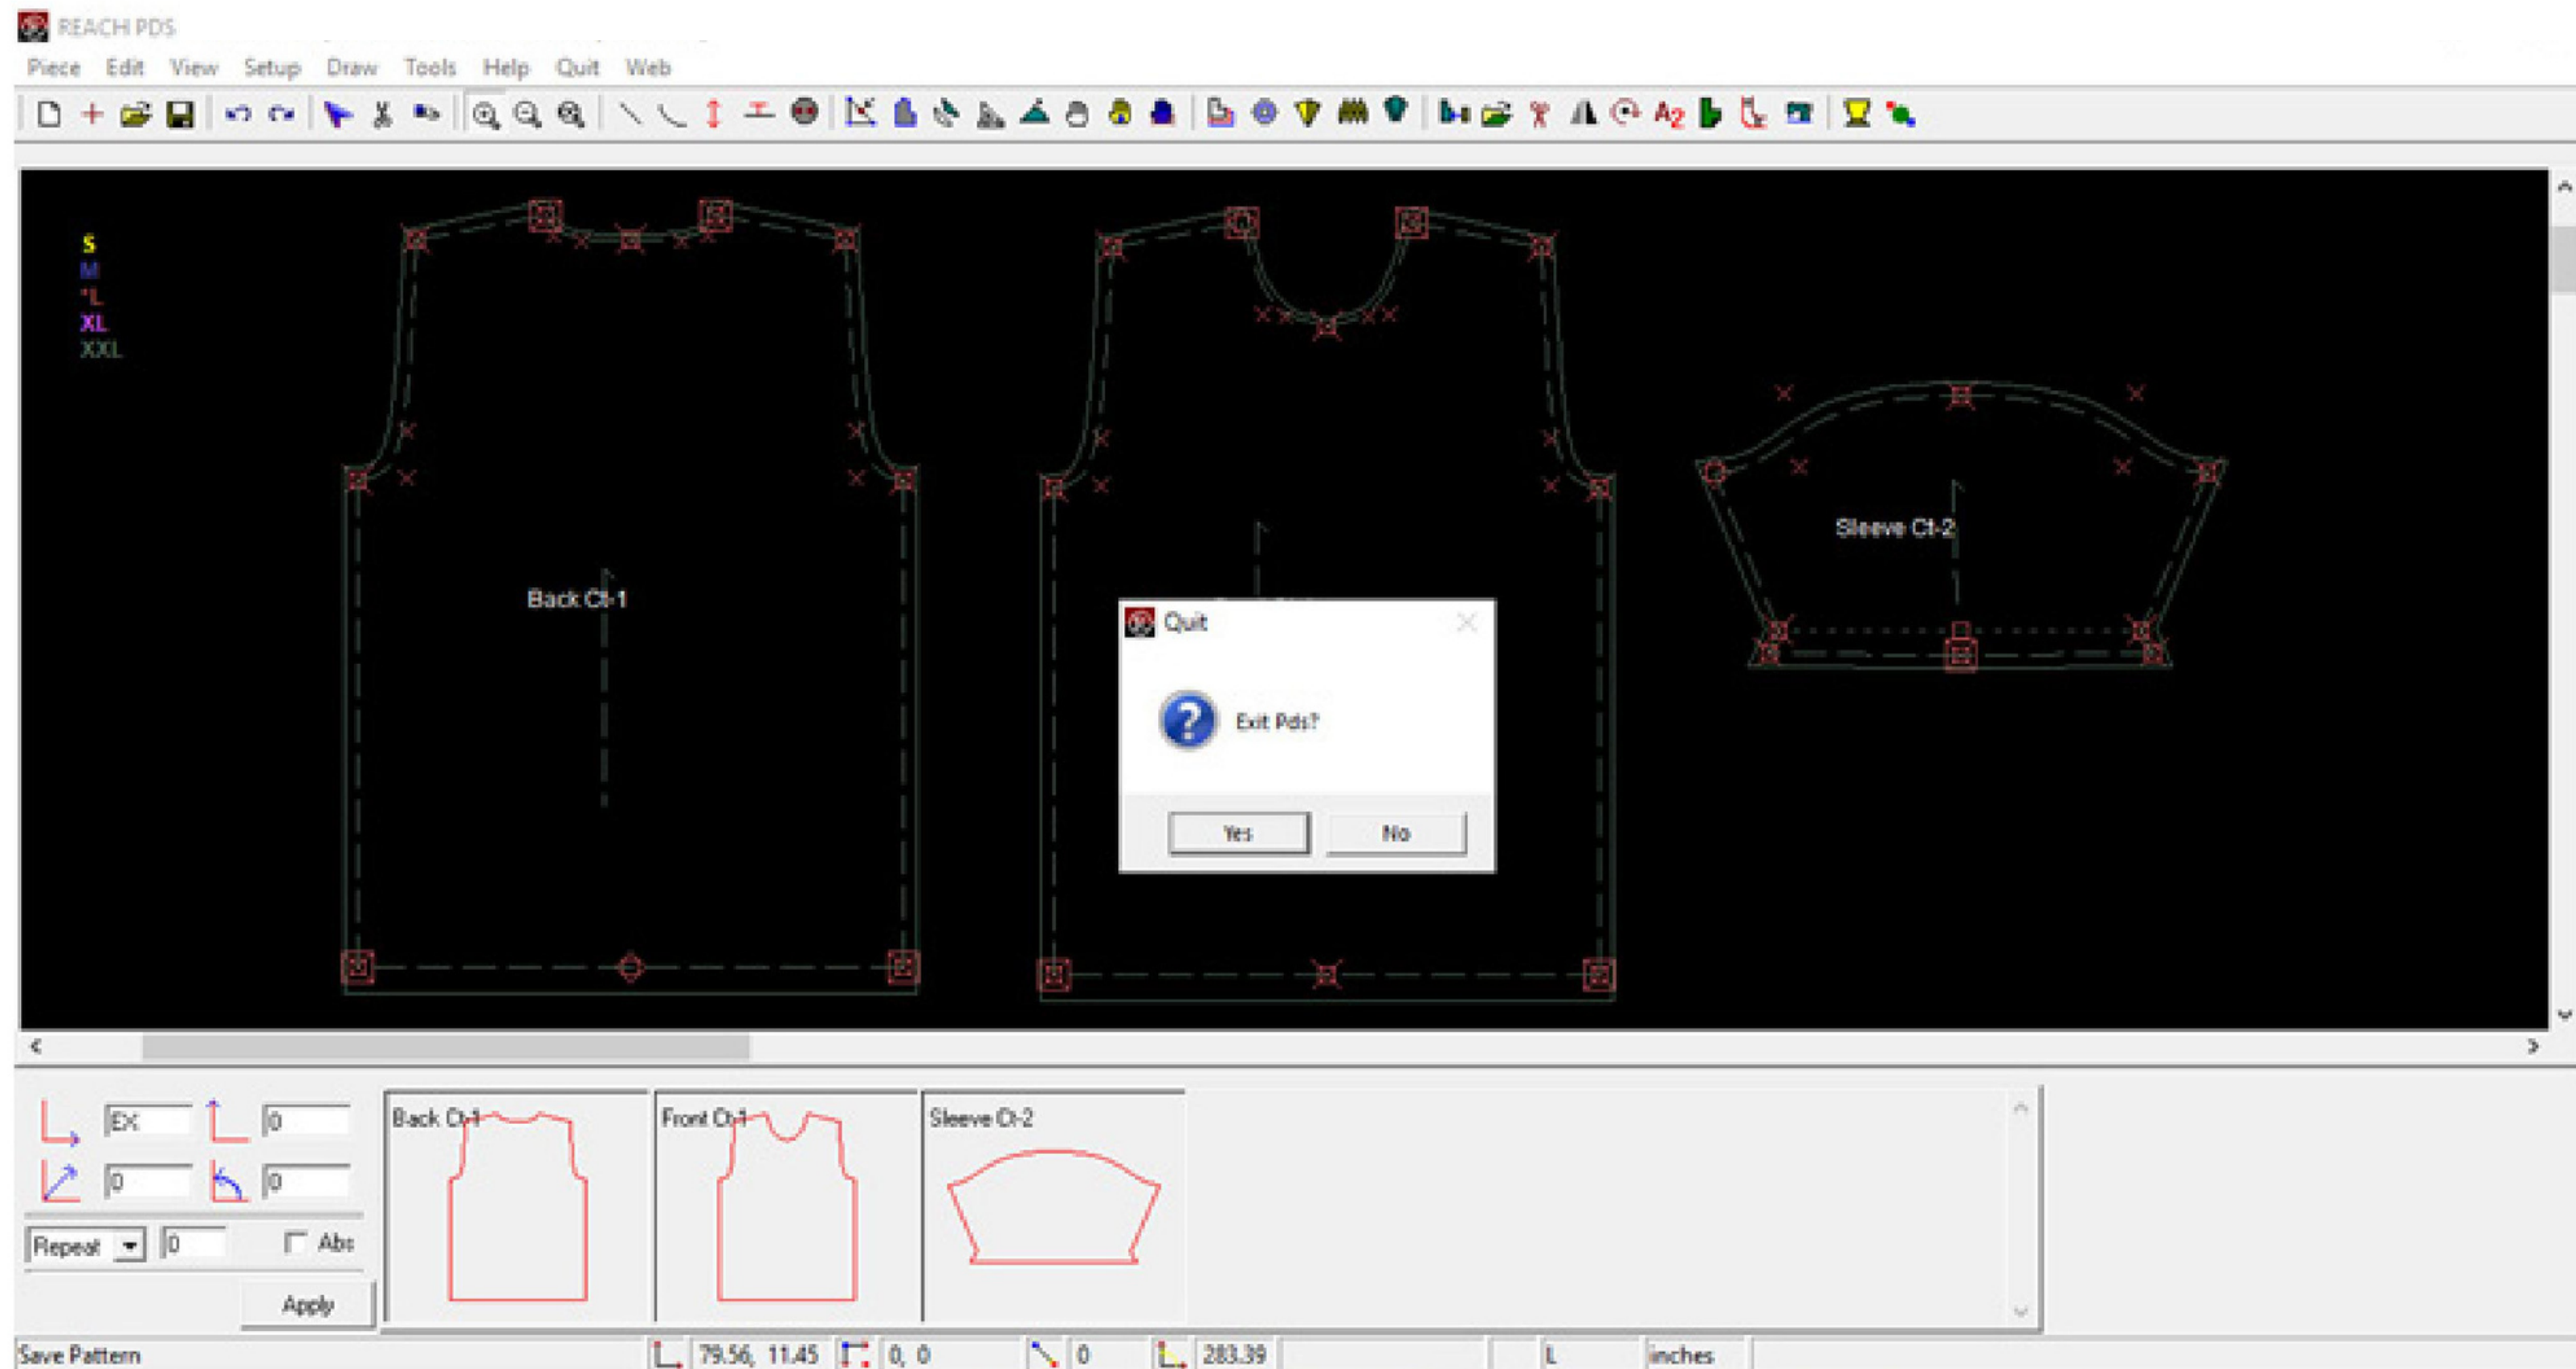 REACH PDS
Piece Edit View Setup Draw Tools Help Quit Web
A2
S
M
*L
XL
XXL
Back Ct-1
Sleeve Ct-2
Quit
Exit Pds?
Yes No
EX 0
0 0
Repeat 0 Abs
Apply
Back Ct-1 Front Ct-1 Sleeve Ct-2
Save Pattern 79.56, 11.45 0, 0 0 283.39 L inches